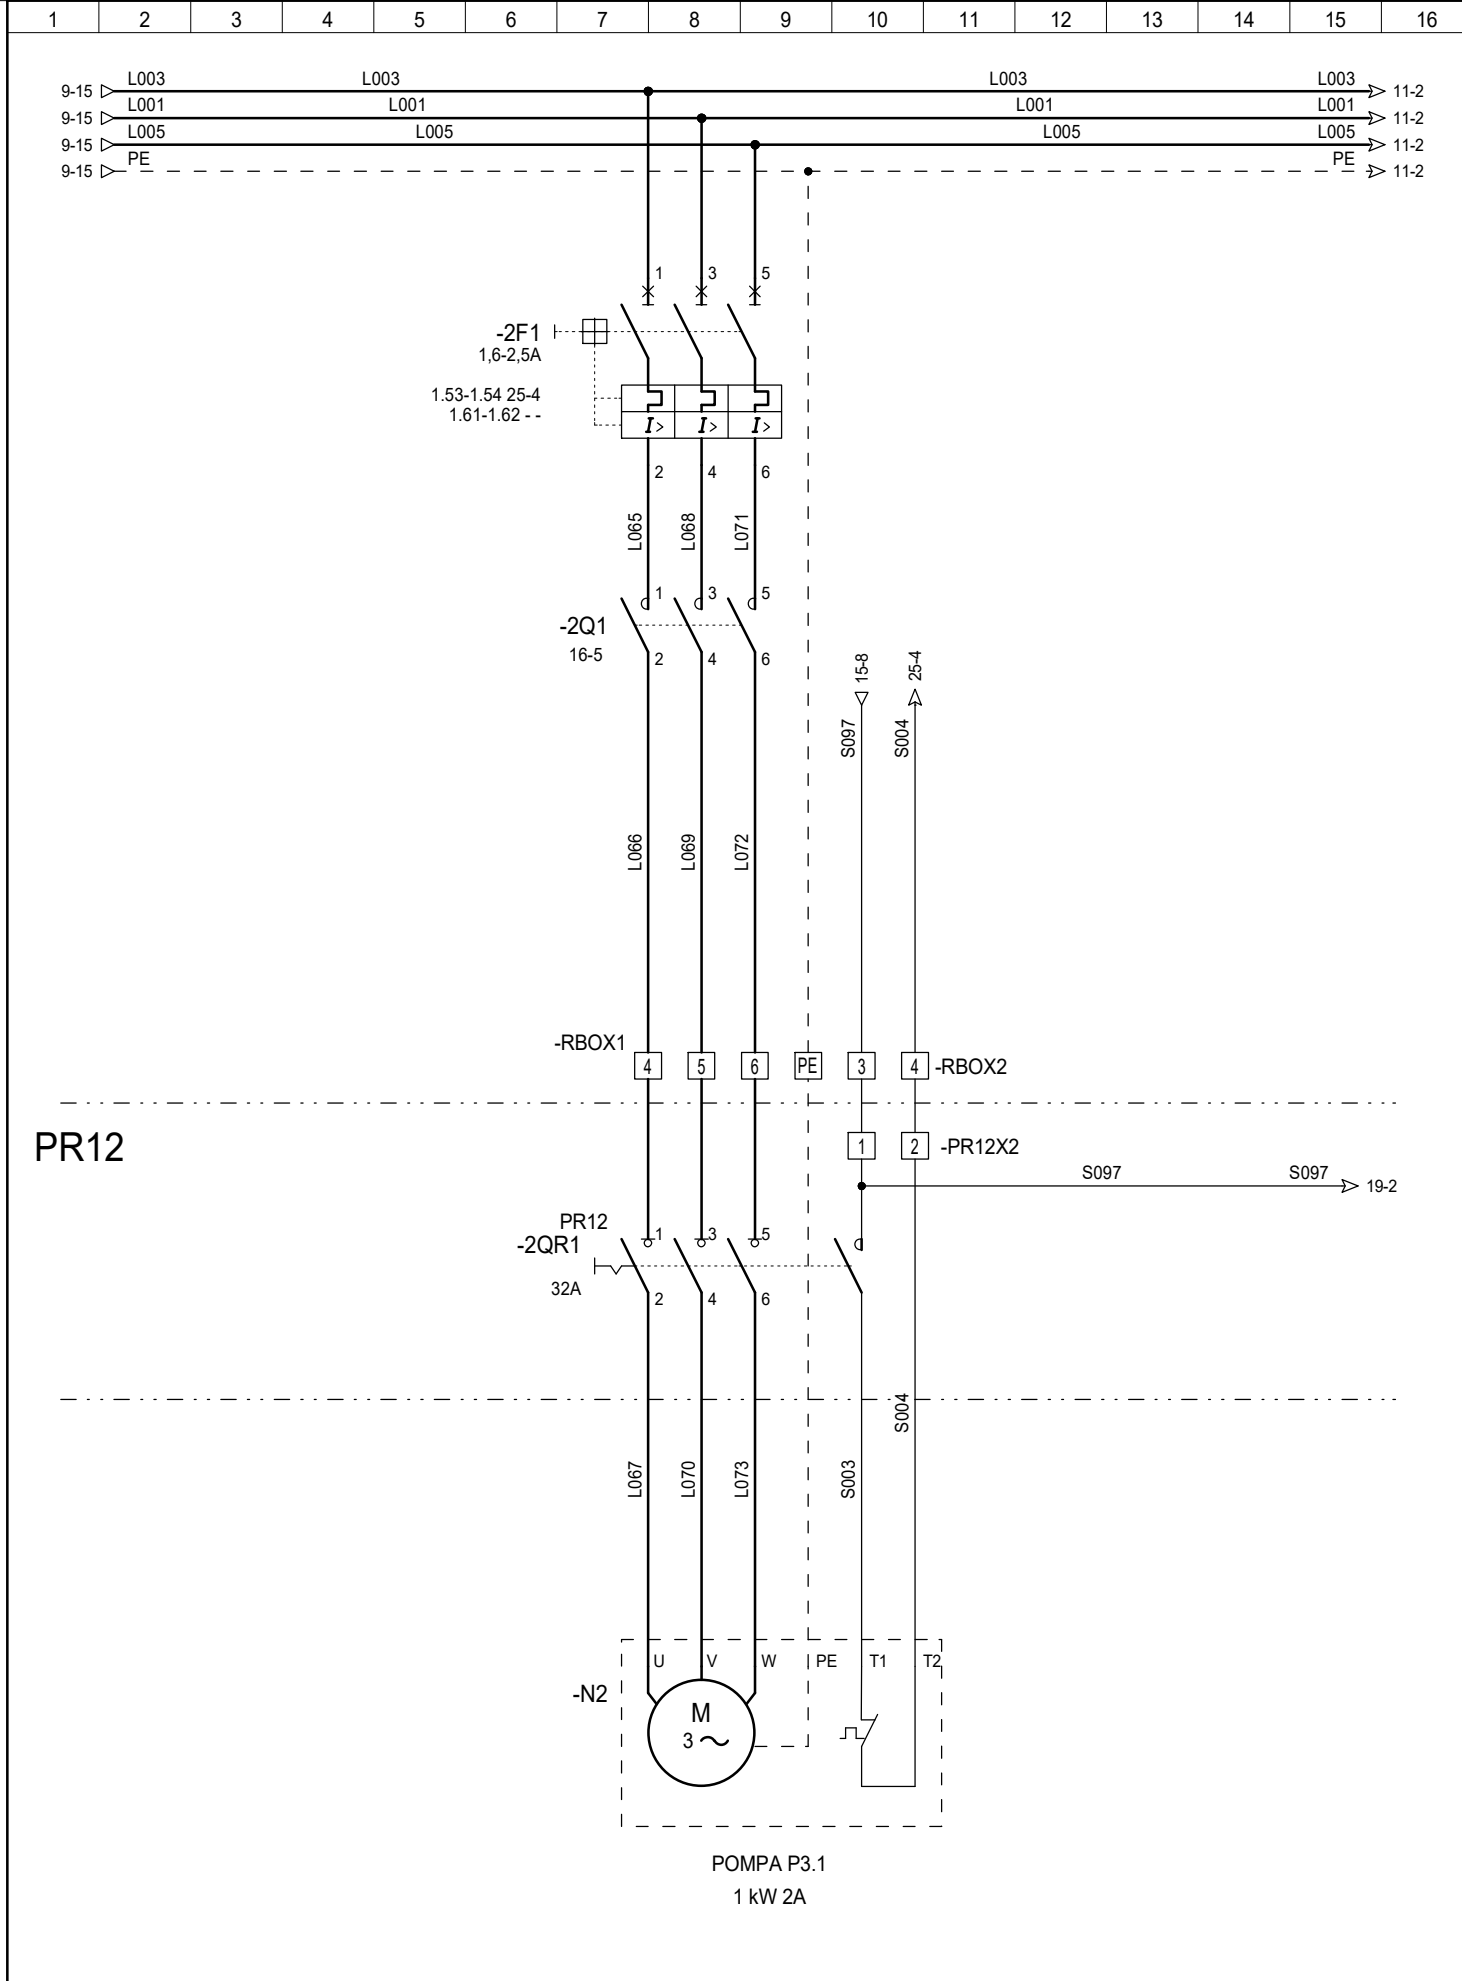 1 2 3 4 5 6 7 8 9 10 11 12 13 14 15 16
9-15 L003 L003 L003 L003 11-2
9-15 L001 L001 L001 L001 11-2
9-15 L005 L005 L005 L005 11-2
9-15 PE PE 11-2
1 3 5
-2F1
1,6-2,5A
1.53-1.54 25-4
1.61-1.62 - -
I> I> I>
2 4 6
L065 L068 L071
1 3 5
-2Q1
16-5
2 4 6
15-8 25-4
S097 S004
L066 L069 L072
-RBOX1
4 5 6 PE 3 4 -RBOX2
PR12
1 2 -PR12X2
S097 S097 19-2
PR12
1 3 5
-2QR1
32A
2 4 6
S004
L067 L070 L073 S003
U V W PE T1 T2
-N2
M
3
POMPA P3.1
1 kW 2A